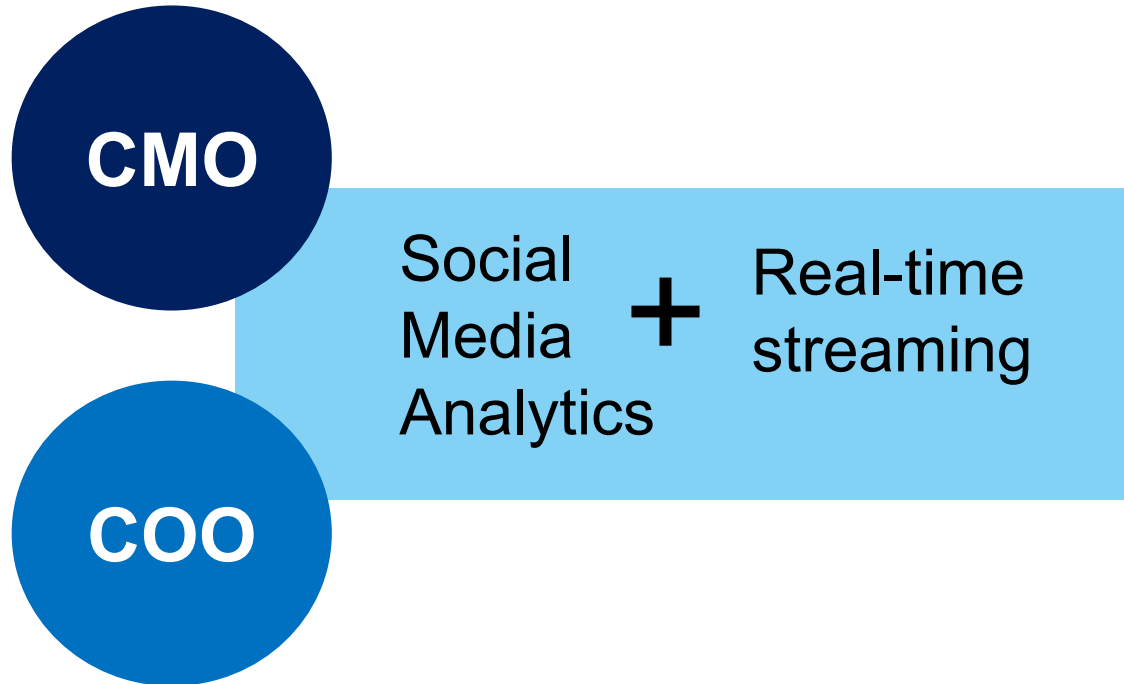 CMO
Social
Media
Analytics
+
Real-time
streaming
COO